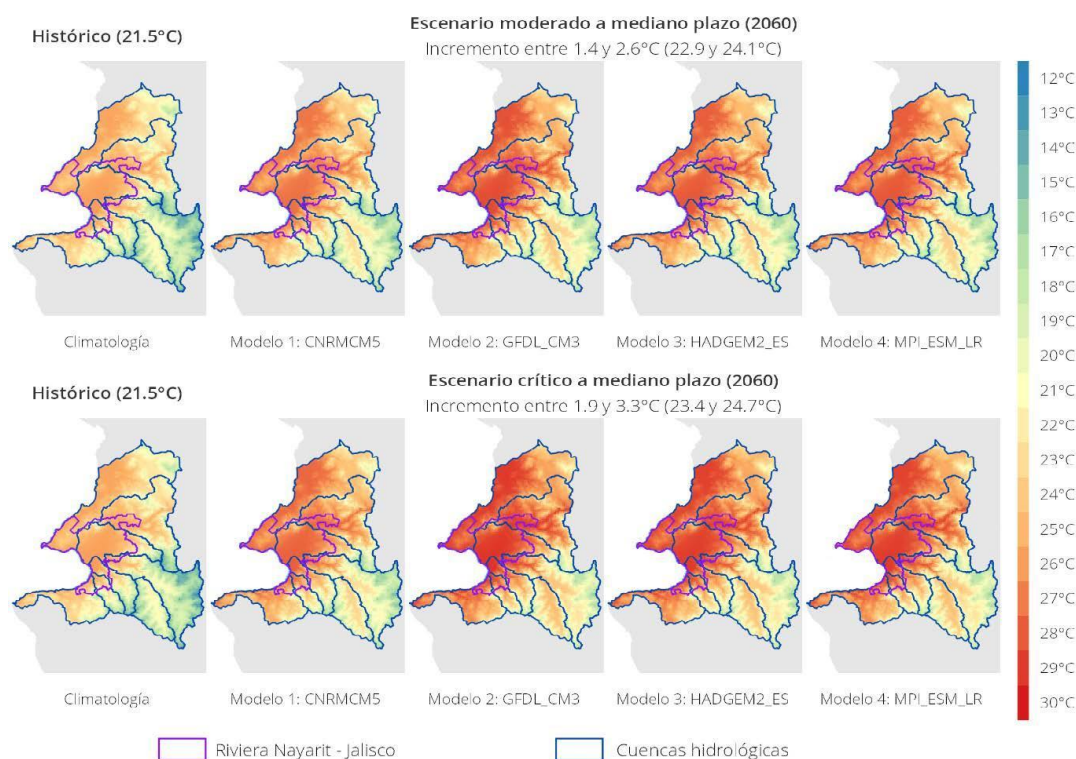 Histórico (21.5°C)
Escenario moderado a mediano plazo (2060)
Incremento entre 1.4 y 2.6°C (22.9 y 24.1°C)
Climatología
Modelo 1: CNRMCM5
Modelo 2: GFDL_CM3
Modelo 3: HADGEM2_ES
Modelo 4: MPI_ESM_LR
Histórico (21.5°C)
Escenario crítico a mediano plazo (2060)
Incremento entre 1.9 y 3.3°C (23.4 y 24.7°C)
Climatología
Modelo 1: CNRMCM5
Modelo 2: GFDL_CM3
Modelo 3: HADGEM2_ES
Modelo 4: MPI_ESM_LR
12°C
13°C
14°C
15°C
16°C
17°C
18°C
19°C
20°C
21°C
22°C
23°C
24°C
25°C
26°C
27°C
28°C
29°C
30°C
Riviera Nayarit - Jalisco
Cuencas hidrológicas